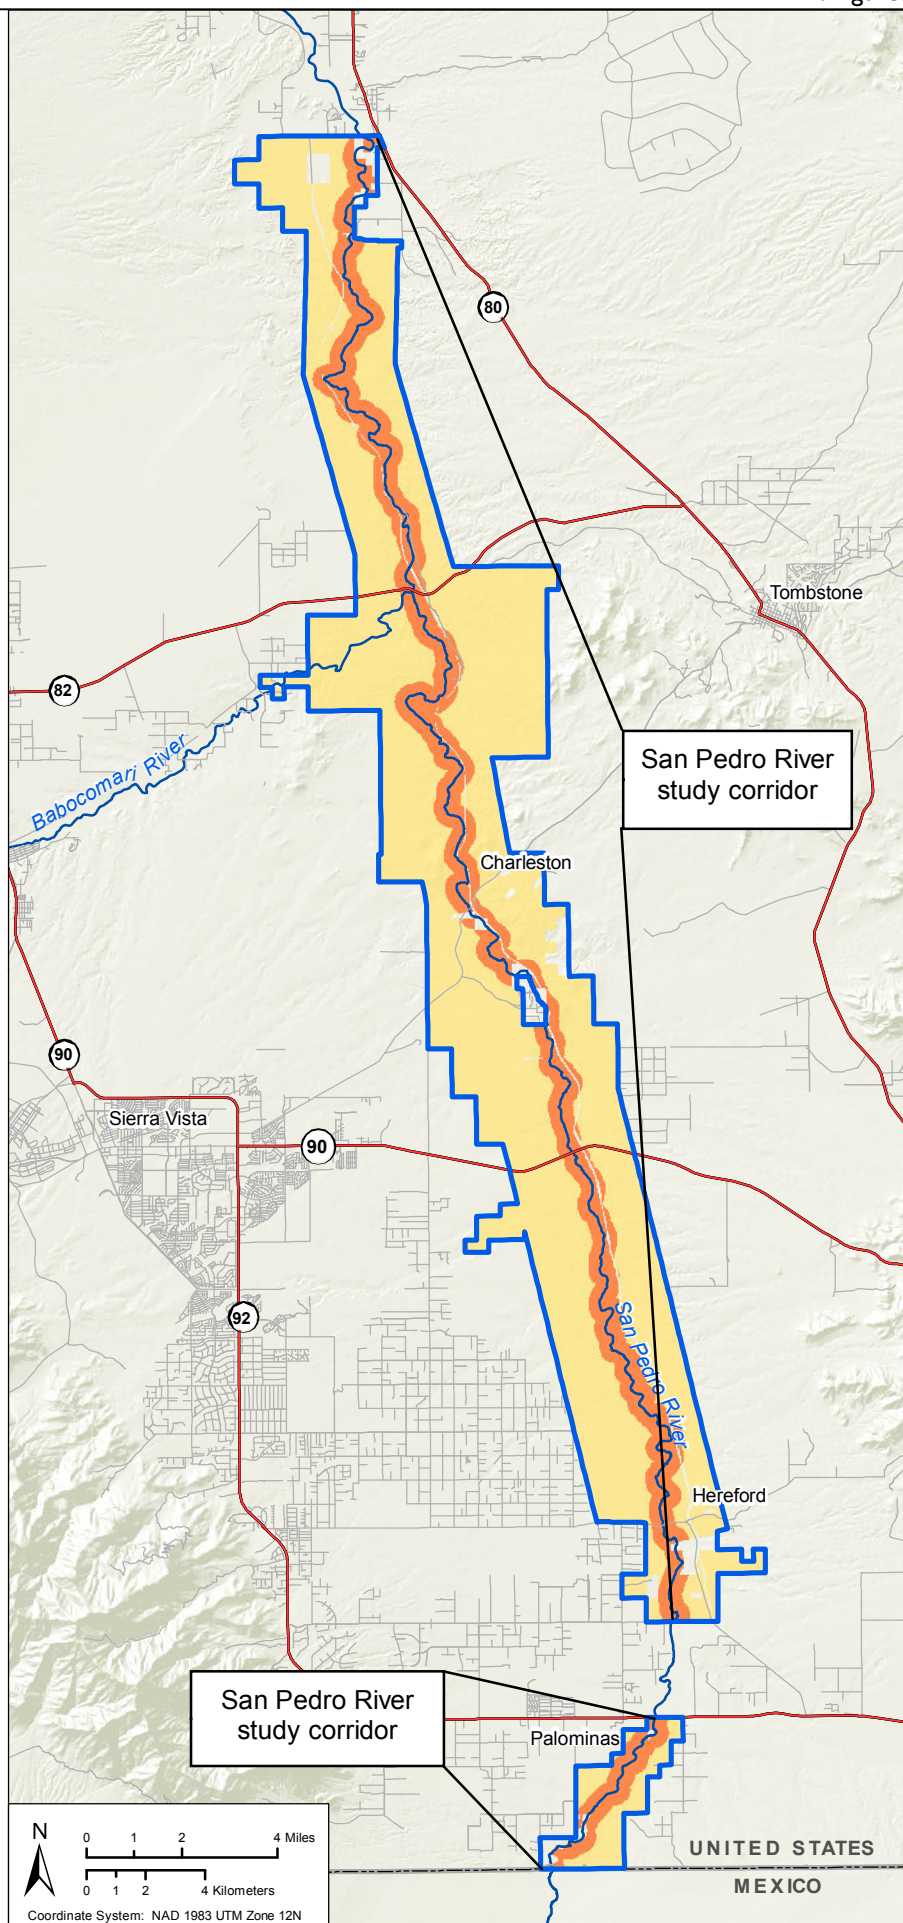 80
Tombstone
82
Babocomari River
San Pedro River
study corridor
Charleston
90
Sierra Vista
90
92
San Pedro River
Hereford
San Pedro River
study corridor
Palominas
N
0 1 2 4 Miles
0 1 2 4 Kilometers
Coordinate System: NAD 1983 UTM Zone 12N
UNITED STATES
MEXICO